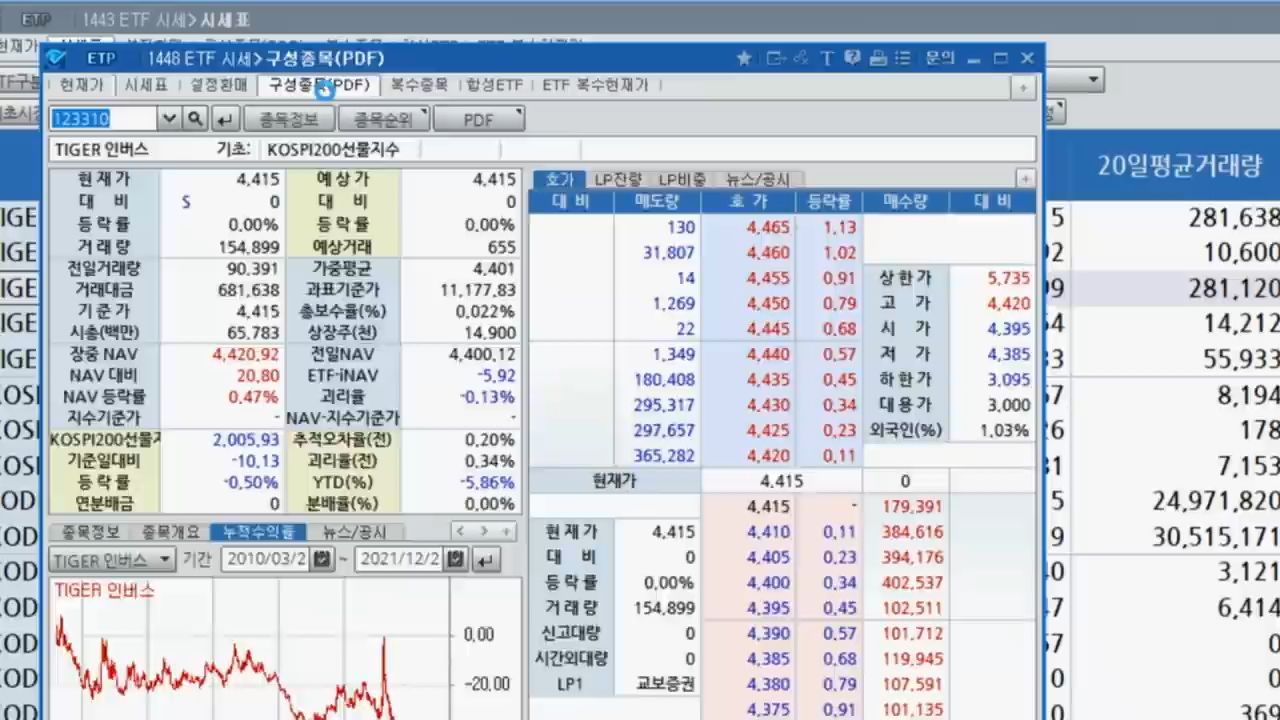 ETP 1443 ETF 시세>시세표
ETP 1448 ETF 시세>구성종목(PDF) 문의
현재가 시세표 설정환매 구성종목(PDF) 복수종목 합성ETF ETF 복수현재가
123310 종목정보 종목순위 PDF
TIGER 인버스 기초: KOSPI200선물지수
현재가 4,415 예상가 4,415
대 비 S 0 대 비 0
등락률 0.00% 등락률 0.00%
거래량 154,899 예상거래 655
전일거래량 90,391 가중평균 4,401
거래대금 681,638 과표기준가 11,177.83
기준가 4,415 총보수율(%) 0.022%
시총(백만) 65,783 상장주(천) 14,900
장중 NAV 4,420.92 전일NAV 4,400.12
NAV 대비 20.80 ETF-iNAV -5.92
NAV 등락률 0.47% 괴리율 -0.13%
지수기준가 - NAV-지수기준가 -
KOSPI200선물지 2,005.93 추적오차율(전) 0.20%
기준일대비 -10.13 괴리율(전) 0.34%
등락률 -0.50% YTD(%) -5.86%
연분배금 0 분배율(%) 0.00%
종목정보 종목개요 누적수익률 뉴스/공시
TIGER 인버스 기간 2010/03/2 ~ 2021/12/2
TIGER 인버스
0.00
-20.00
호가 LP잔량 LP비중 뉴스/공시
대 비 매도량 호 가 등락률 매수량 대 비
130 4,465 1.13
31,807 4,460 1.02
14 4,455 0.91 상한가 5,735
1,269 4,450 0.79 고 가 4,420
22 4,445 0.68 시 가 4,395
1,349 4,440 0.57 저 가 4,385
180,408 4,435 0.45 하한가 3,095
295,317 4,430 0.34 대용가 3,000
297,657 4,425 0.23 외국인(%) 1.03%
365,282 4,420 0.11
현재가 4,415 0
4,415 - 179,391
현재가 4,415 4,410 0.11 384,616
대 비 0 4,405 0.23 394,176
등락률 0.00% 4,400 0.34 402,537
거래량 154,899 4,395 0.45 102,511
신고대량 0 4,390 0.57 101,712
시간외대량 0 4,385 0.68 119,945
LP1 교보증권 4,380 0.79 107,591
4,375 0.91 101,135
20일평균거래량
281,638
10,600
281,120
14,212
55,933
8,194
178
7,153
24,971,820
30,515,171
3,121
6,414
0
0
369